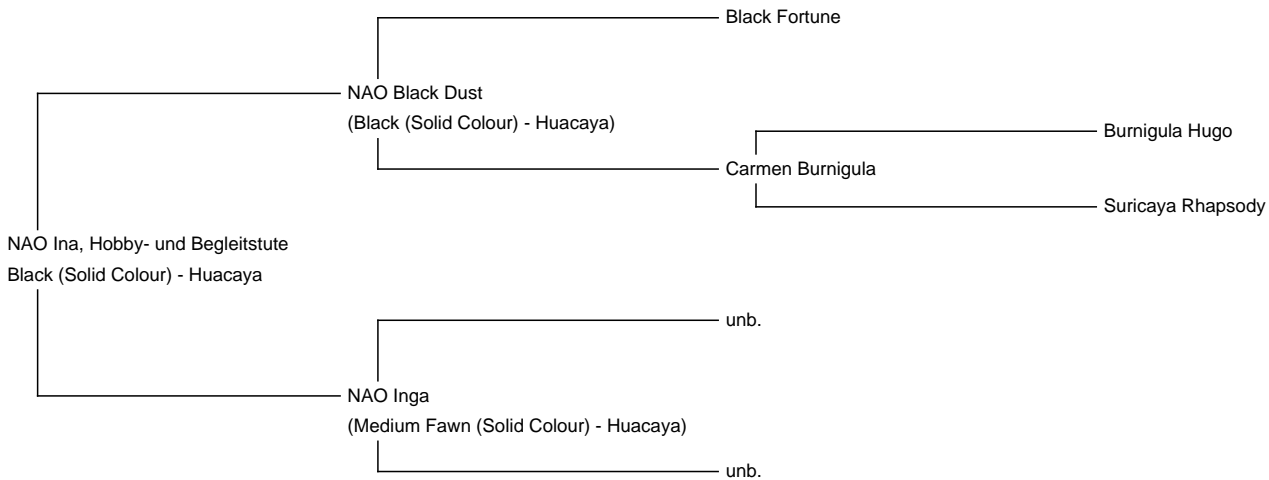 Black Fortune
NAO Black Dust
(Black (Solid Colour) - Huacaya)
Burnigula Hugo
Carmen Burnigula
Suricaya Rhapsody
NAO Ina, Hobby- und Begleitstute
Black (Solid Colour) - Huacaya
unb.
NAO Inga
(Medium Fawn (Solid Colour) - Huacaya)
unb.